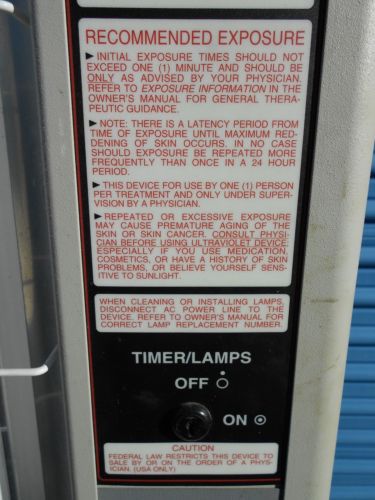 RECOMMENDED EXPOSURE
▶ INITIAL EXPOSURE TIMES SHOULD NOT
EXCEED ONE (1) MINUTE AND SHOULD BE
ONLY AS ADVISED BY YOUR PHYSICIAN.
REFER TO EXPOSURE INFORMATION IN THE
OWNER'S MANUAL FOR GENERAL THERA-
PEUTIC GUIDANCE.
▶ NOTE: THERE IS A LATENCY PERIOD FROM
TIME OF EXPOSURE UNTIL MAXIMUM RED-
DENING OF SKIN OCCURS. IN NO CASE
SHOULD EXPOSURE BE REPEATED MORE
FREQUENTLY THAN ONCE IN A 24 HOUR
PERIOD.
▶ THIS DEVICE FOR USE BY ONE (1) PERSON
PER TREATMENT AND ONLY UNDER SUPER-
VISION BY A PHYSICIAN.
▶ REPEATED OR EXCESSIVE EXPOSURE
MAY CAUSE PREMATURE AGING OF THE
SKIN OR SKIN CANCER. CONSULT PHYSI-
CIAN BEFORE USING ULTRAVIOLET DEVICE;
ESPECIALLY IF YOU USE MEDICATION,
COSMETICS, OR HAVE A HISTORY OF SKIN
PROBLEMS, OR BELIEVE YOURSELF SENS-
ITIVE TO SUNLIGHT.
WHEN CLEANING OR INSTALLING LAMPS,
DISCONNECT AC POWER LINE TO THE
DEVICE. REFER TO OWNER'S MANUAL FOR
CORRECT LAMP REPLACEMENT NUMBER.
TIMER/LAMPS
OFF
ON
CAUTION
FEDERAL LAW RESTRICTS THIS DEVICE TO
SALE BY OR ON THE ORDER OF A PHYS-
ICIAN. (USA ONLY)